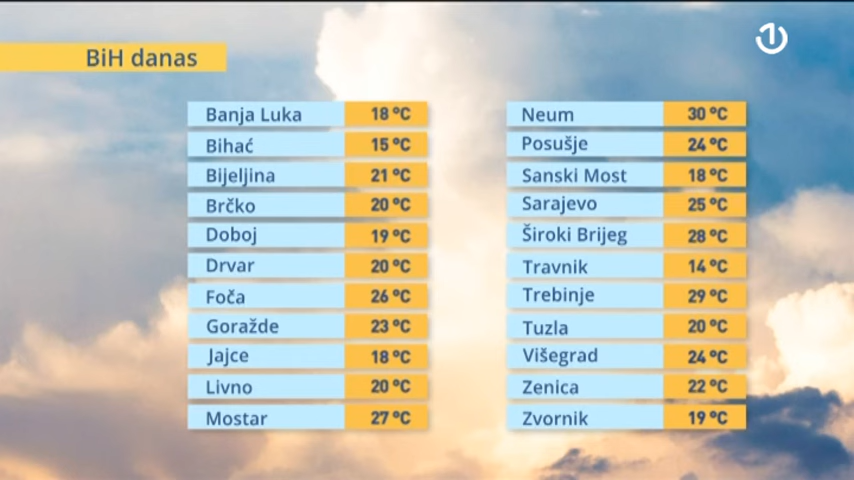 BiH danas
Banja Luka 18 °C
Bihać 15 °C
Bijeljina 21 °C
Brčko 20 °C
Doboj 19 °C
Drvar 20 °C
Foča 26 °C
Goražde 23 °C
Jajce 18 °C
Livno 20 °C
Mostar 27 °C
Neum 30 °C
Posušje 24 °C
Sanski Most 18 °C
Sarajevo 25 °C
Široki Brijeg 28 °C
Travnik 14 °C
Trebinje 29 °C
Tuzla 20 °C
Višegrad 24 °C
Zenica 22 °C
Zvornik 19 °C
1